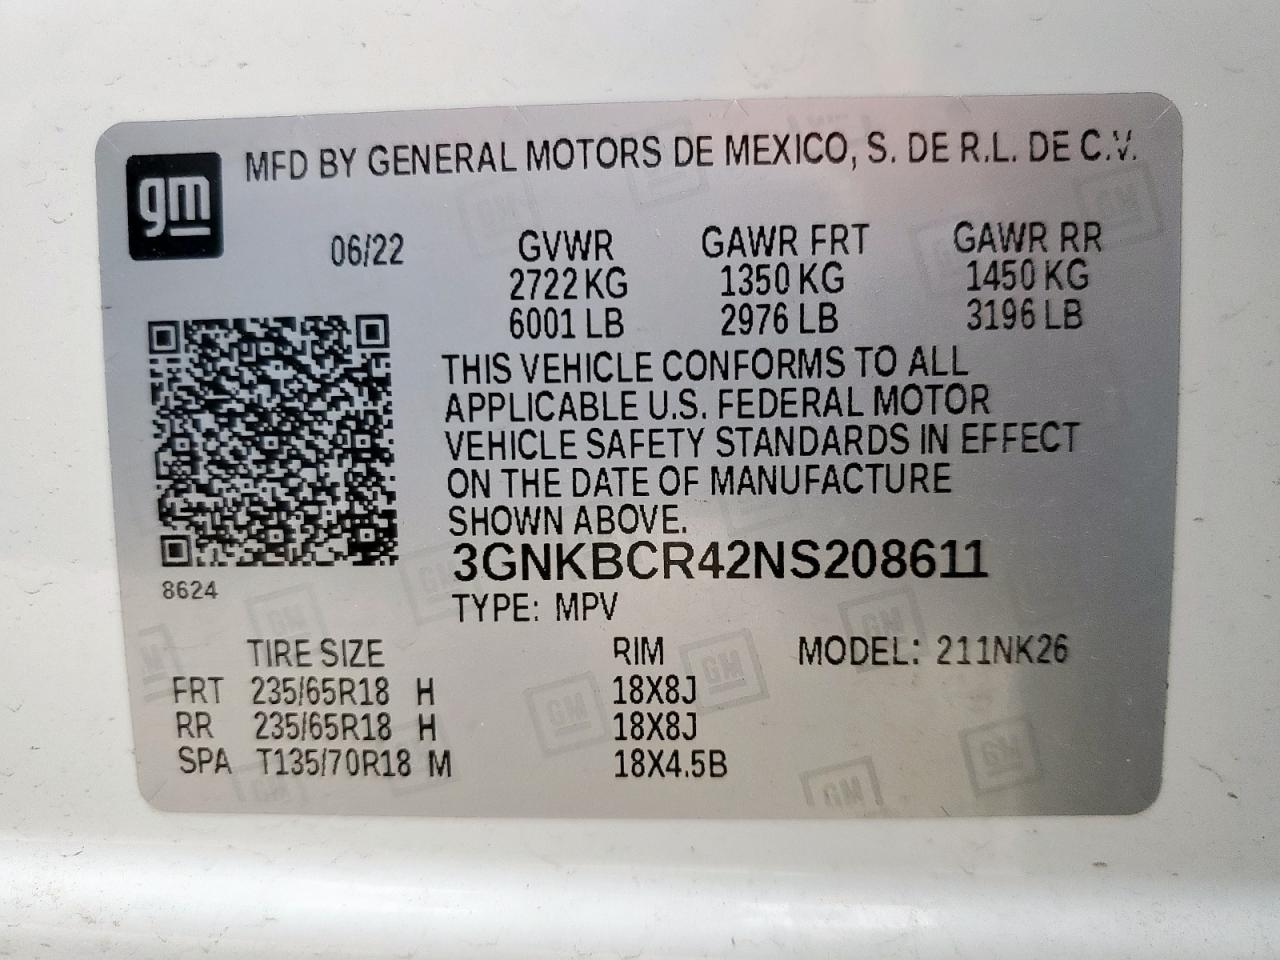 gm
MFD BY GENERAL MOTORS DE MEXICO, S. DE R.L. DE C.V.
06/22 GVWR GAWR FRT GAWR RR
2722 KG 1350 KG 1450 KG
6001 LB 2976 LB 3196 LB
THIS VEHICLE CONFORMS TO ALL
APPLICABLE U.S. FEDERAL MOTOR
VEHICLE SAFETY STANDARDS IN EFFECT
ON THE DATE OF MANUFACTURE
SHOWN ABOVE.
3GNKBCR42NS208611
8624
TYPE: MPV
TIRE SIZE RIM MODEL: 211NK26
FRT 235/65R18 H 18X8J
RR 235/65R18 H 18X8J
SPA T135/70R18 M 18X4.5B